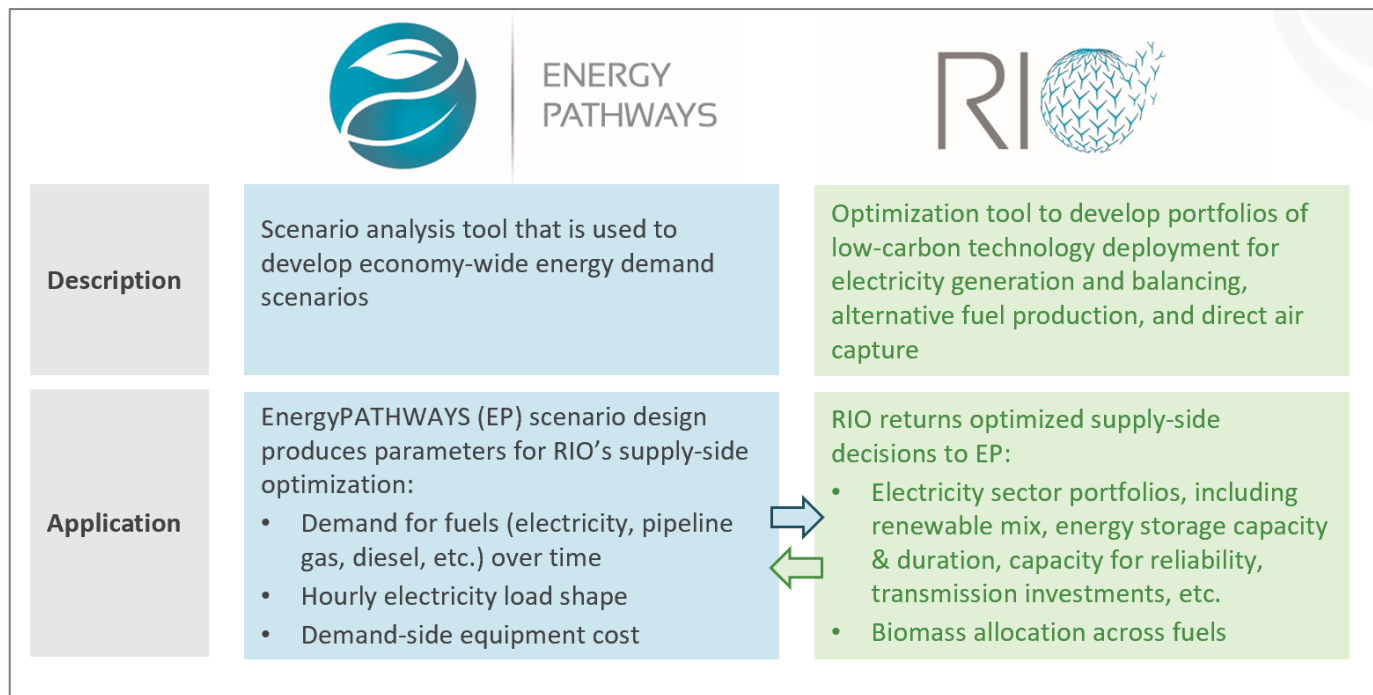 ENERGY
PATHWAYS
RIO
Description
Scenario analysis tool that is used to
develop economy-wide energy demand
scenarios
Optimization tool to develop portfolios of
low-carbon technology deployment for
electricity generation and balancing,
alternative fuel production, and direct air
capture
Application
EnergyPATHWAYS (EP) scenario design
produces parameters for RIO’s supply-side
optimization:
• Demand for fuels (electricity, pipeline
gas, diesel, etc.) over time
• Hourly electricity load shape
• Demand-side equipment cost
RIO returns optimized supply-side
decisions to EP:
• Electricity sector portfolios, including
renewable mix, energy storage capacity
& duration, capacity for reliability,
transmission investments, etc.
• Biomass allocation across fuels